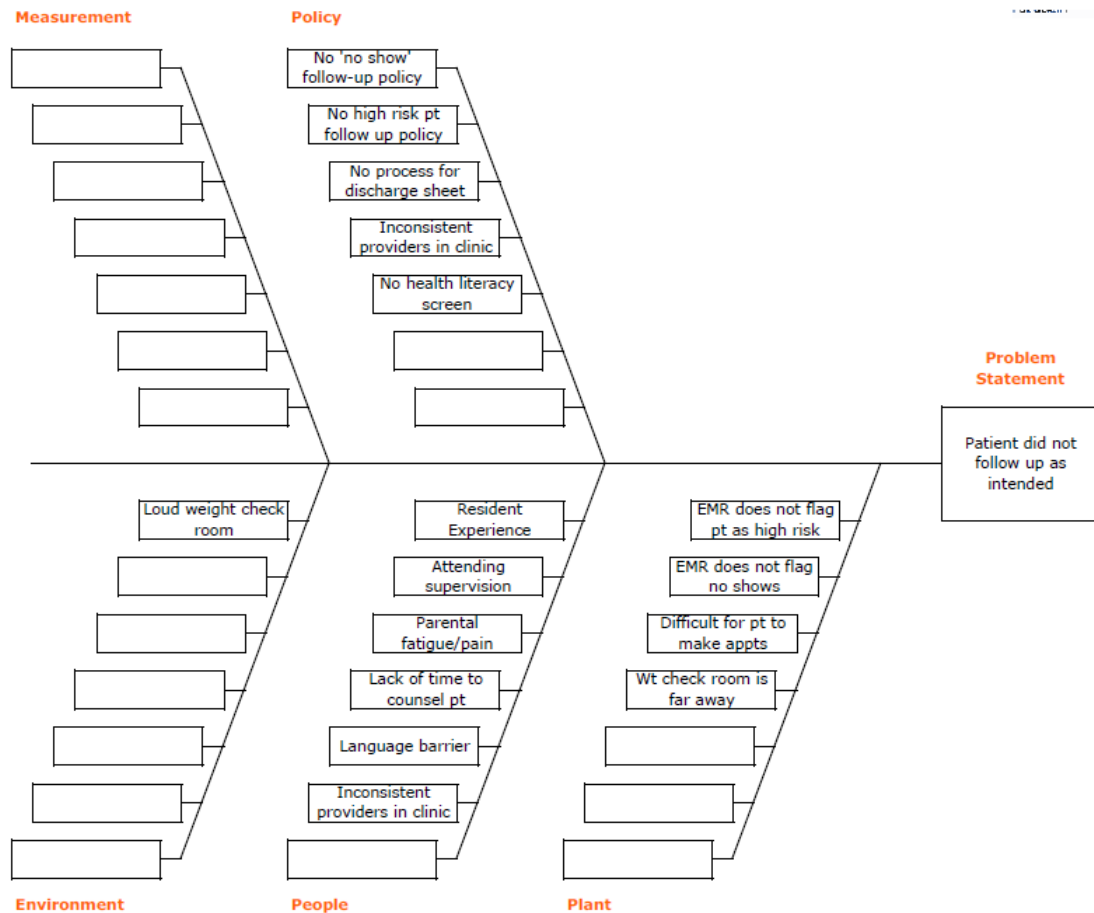 Measurement
Policy
No 'no show'
follow-up policy
No high risk pt
follow up policy
No process for
discharge sheet
Inconsistent
providers in clinic
No health literacy
screen
Problem
Statement
Patient did not
follow up as
intended
Loud weight check
room
Resident
Experience
Attending
supervision
Parental
fatigue/pain
Lack of time to
counsel pt
Language barrier
Inconsistent
providers in clinic
EMR does not flag
pt as high risk
EMR does not flag
no shows
Difficult for pt to
make appts
Wt check room is
far away
Environment
People
Plant